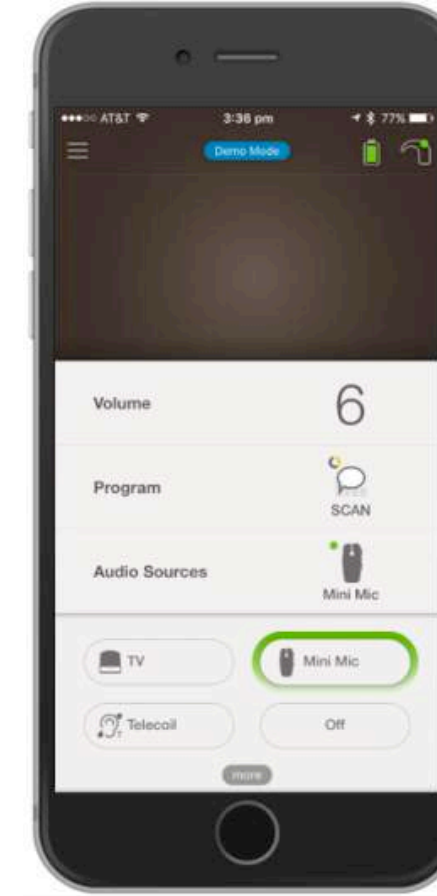 AT&T 3:36 pm 77%
Demo Mode
Volume 6
Program
SCAN
Audio Sources
Mini Mic
TV Mini Mic
Telecoil Off
more